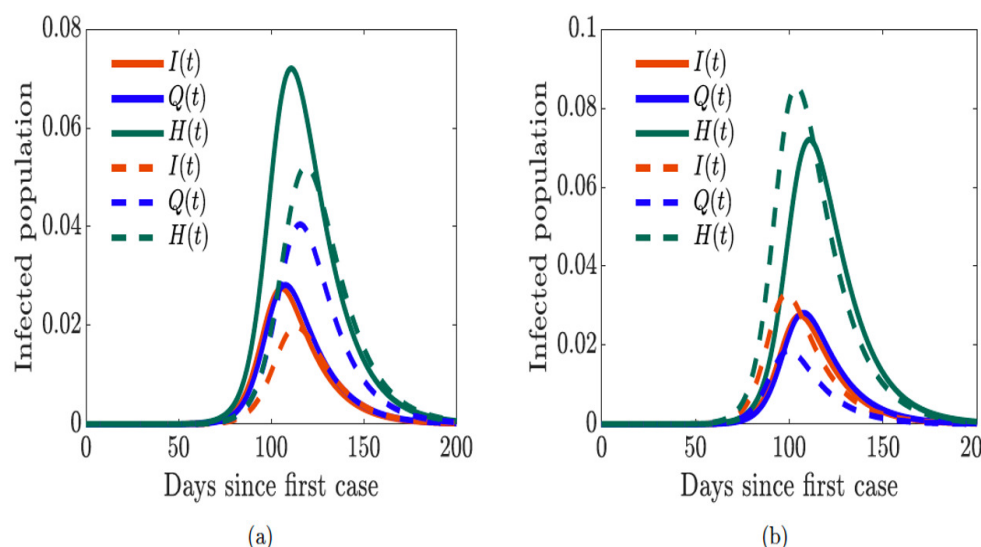 0.08
0.06
0.04
0.02
0
Infected population
I(t)
Q(t)
H(t)
I(t)
Q(t)
H(t)
0 50 100 150 200
Days since first case
(a)
0.1
0.08
0.06
0.04
0.02
0
Infected population
I(t)
Q(t)
H(t)
I(t)
Q(t)
H(t)
0 50 100 150 20
Days since first case
(b)